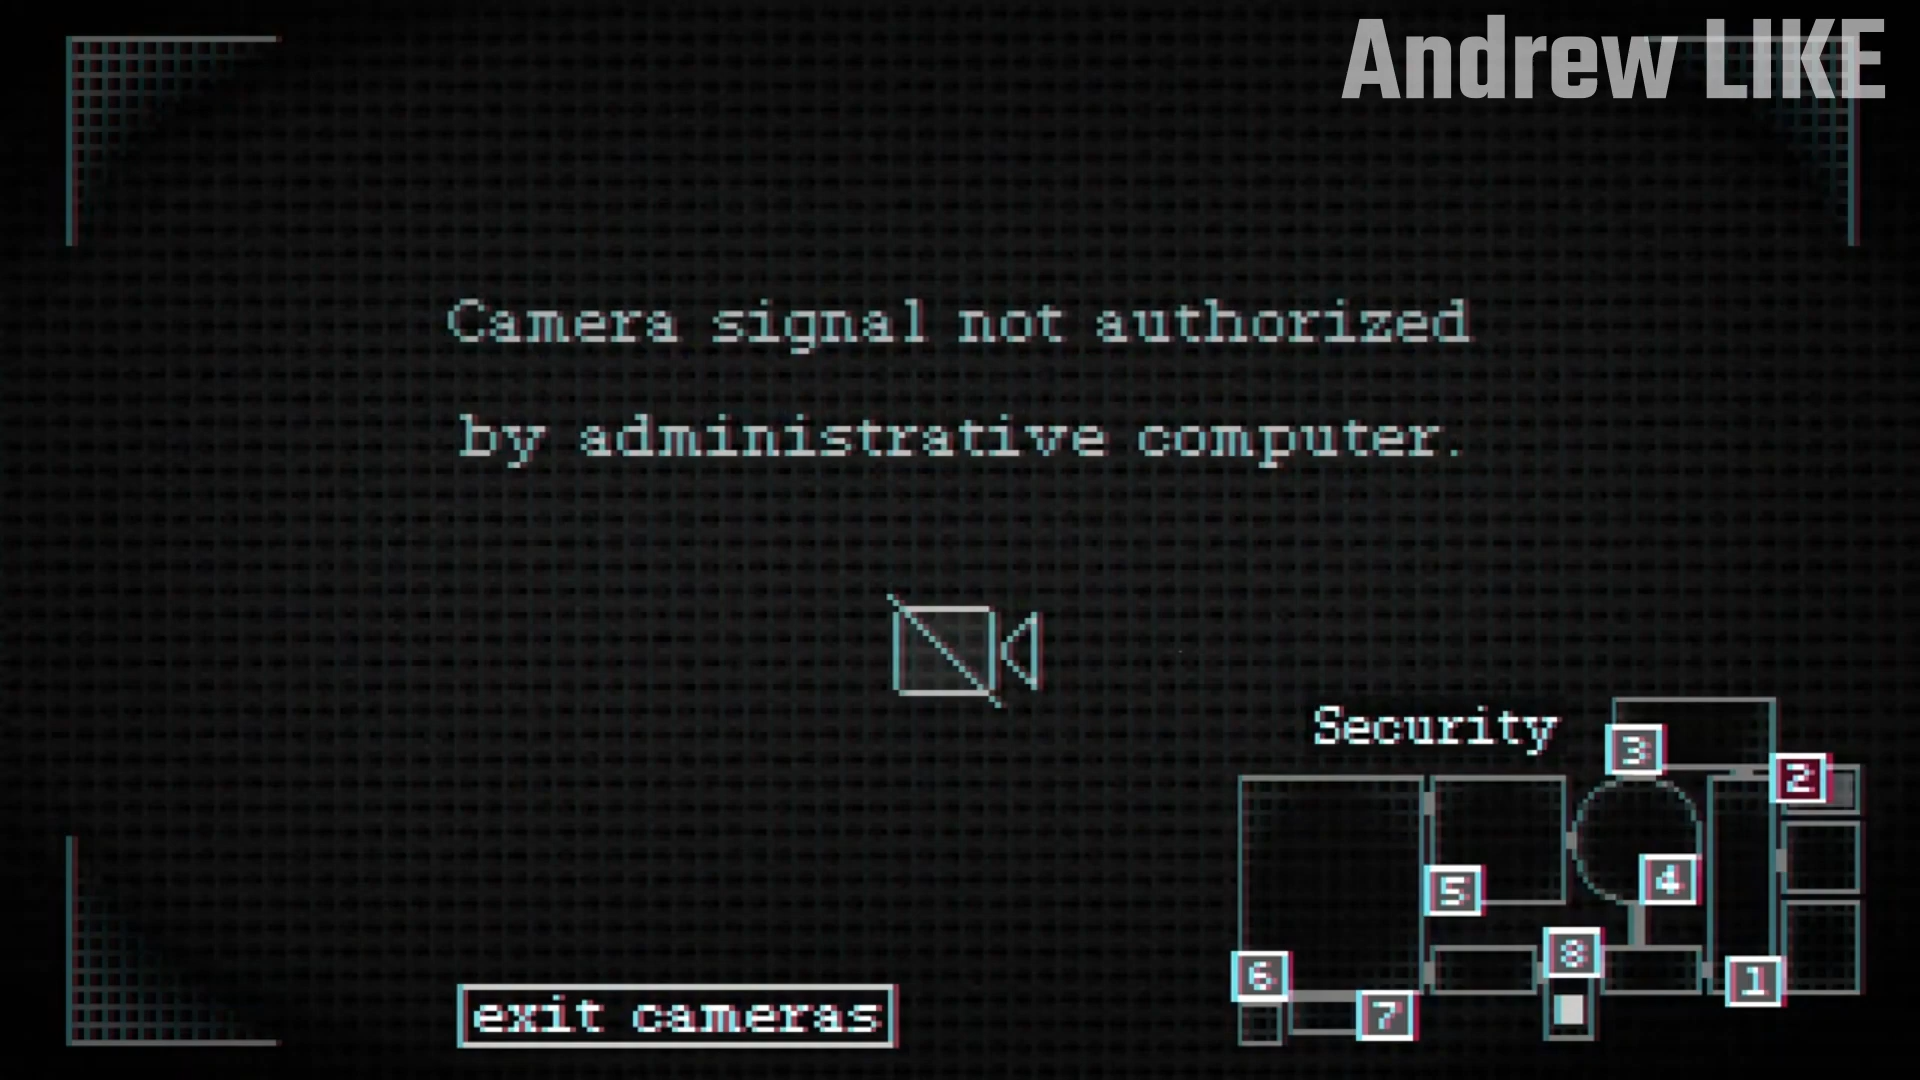 Andrew LIKE
Camera signal not authorized
by administrative computer.
Security
3
2
4
5
8
6
1
7
exit cameras